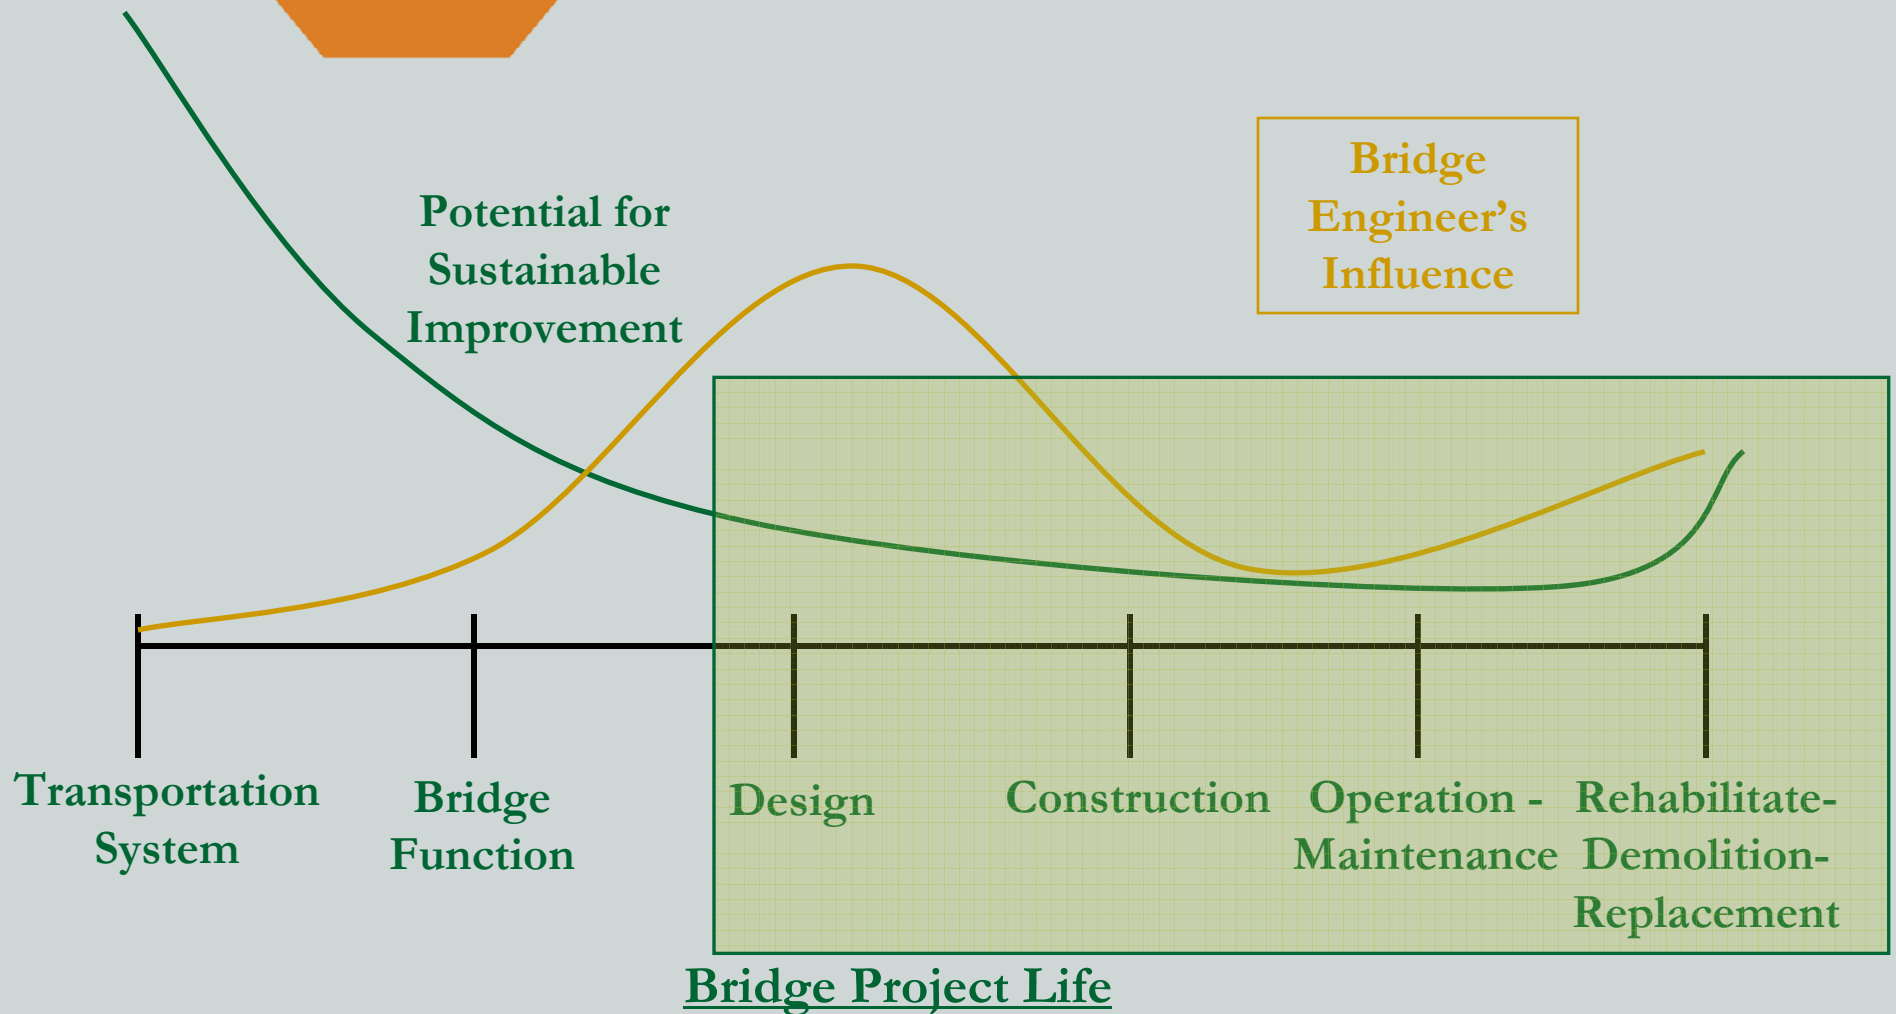 Potential for
Sustainable
Improvement
Bridge
Engineer’s
Influence
Transportation
System
Bridge
Function
Design
Construction
Operation -
Maintenance
Rehabilitate-
Demolition-
Replacement
Bridge Project Life